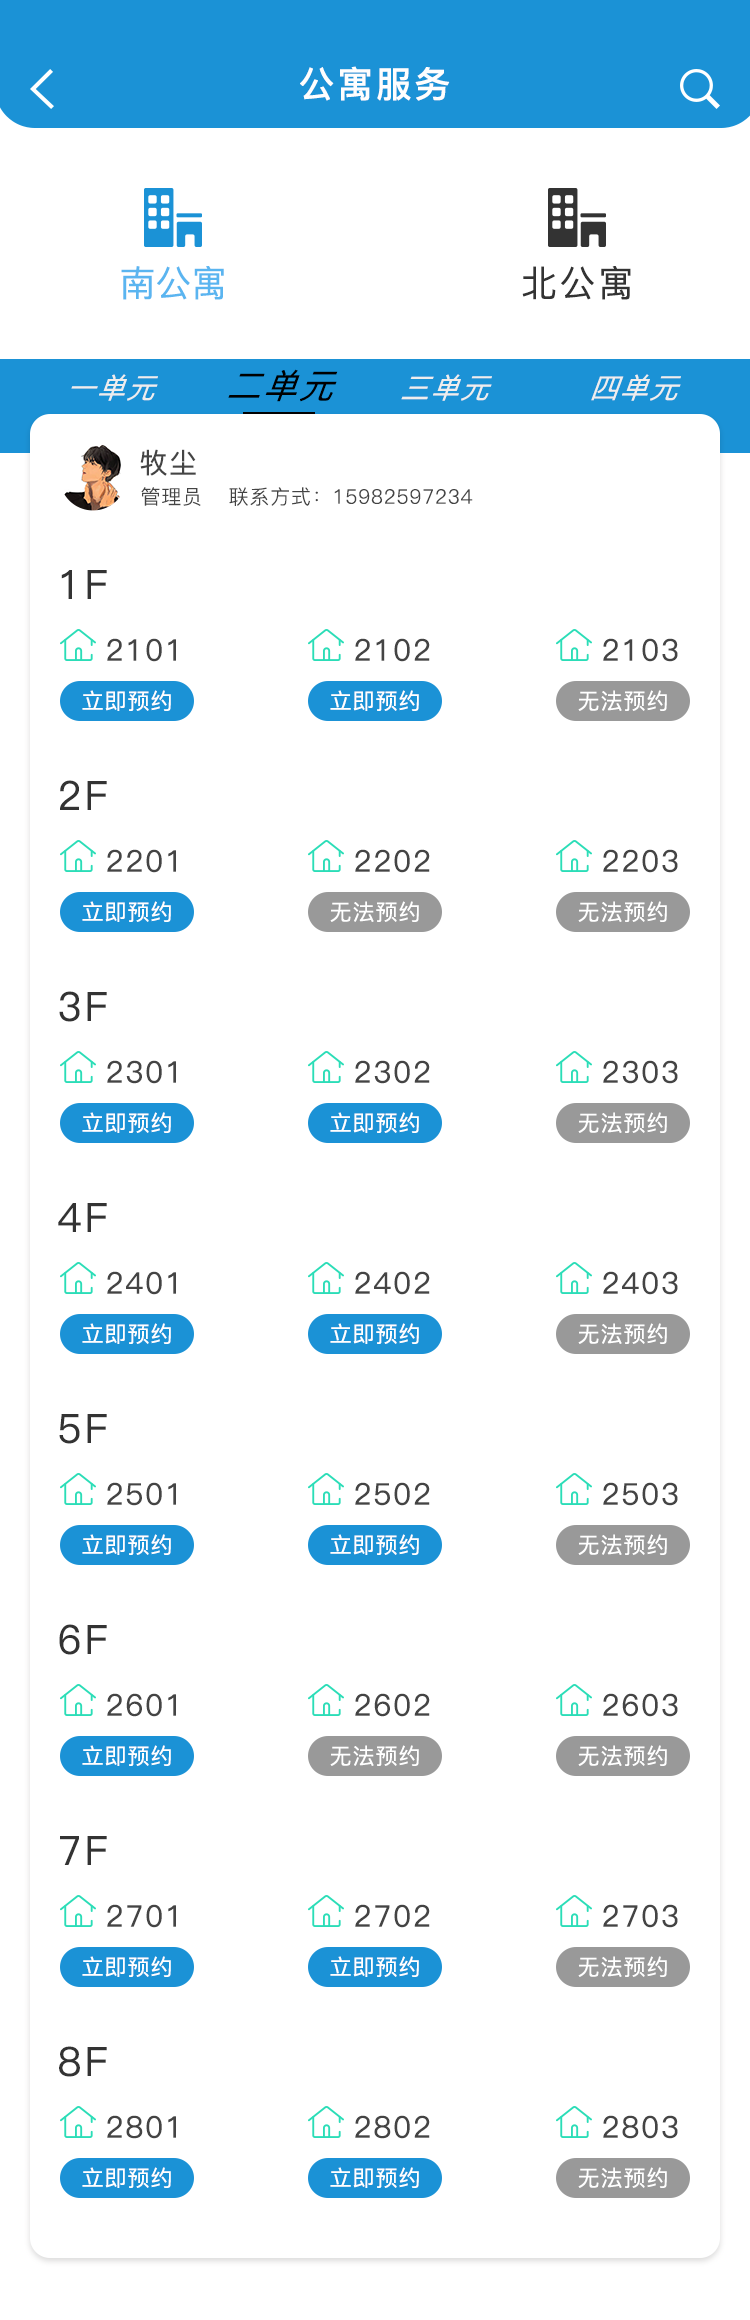 公寓服务
南公寓 北公寓
一单元 二单元 三单元 四单元
牧尘
管理员 联系方式：15982597234
1F
2101 2102 2103
立即预约 立即预约 无法预约
2F
2201 2202 2203
立即预约 无法预约 无法预约
3F
2301 2302 2303
立即预约 立即预约 无法预约
4F
2401 2402 2403
立即预约 立即预约 无法预约
5F
2501 2502 2503
立即预约 立即预约 无法预约
6F
2601 2602 2603
立即预约 无法预约 无法预约
7F
2701 2702 2703
立即预约 立即预约 无法预约
8F
2801 2802 2803
立即预约 立即预约 无法预约